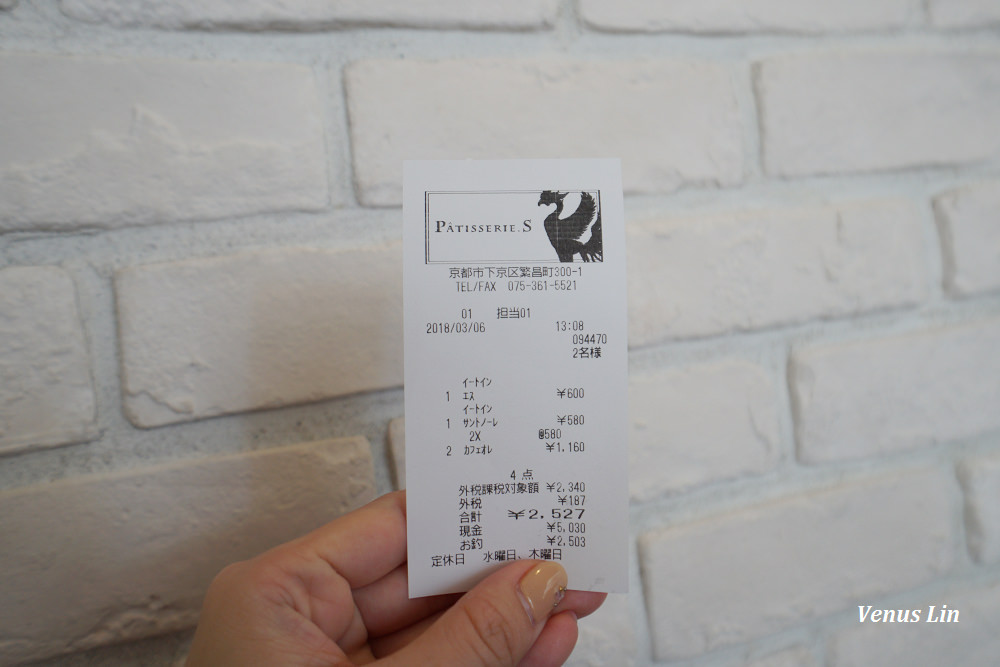 PÂTISSERIE.S
京都市下京区繁昌町300-1
TEL/FAX 075-361-5521
01 担当01
2018/03/06 13:08
094470
2名様
ｲｰﾄｲﾝ
1 ｴｽ ¥600
ｲｰﾄｲﾝ
1 ｻﾝﾄﾉｰﾚ ¥580
2X @580
2 ｶﾌｪｵﾚ ¥1,160
4 点
外税課税対象額 ¥2,340
外税 ¥187
合計 ¥2,527
現金 ¥5,030
お釣 ¥2,503
定休日 水曜日、木曜日
Venus Lin